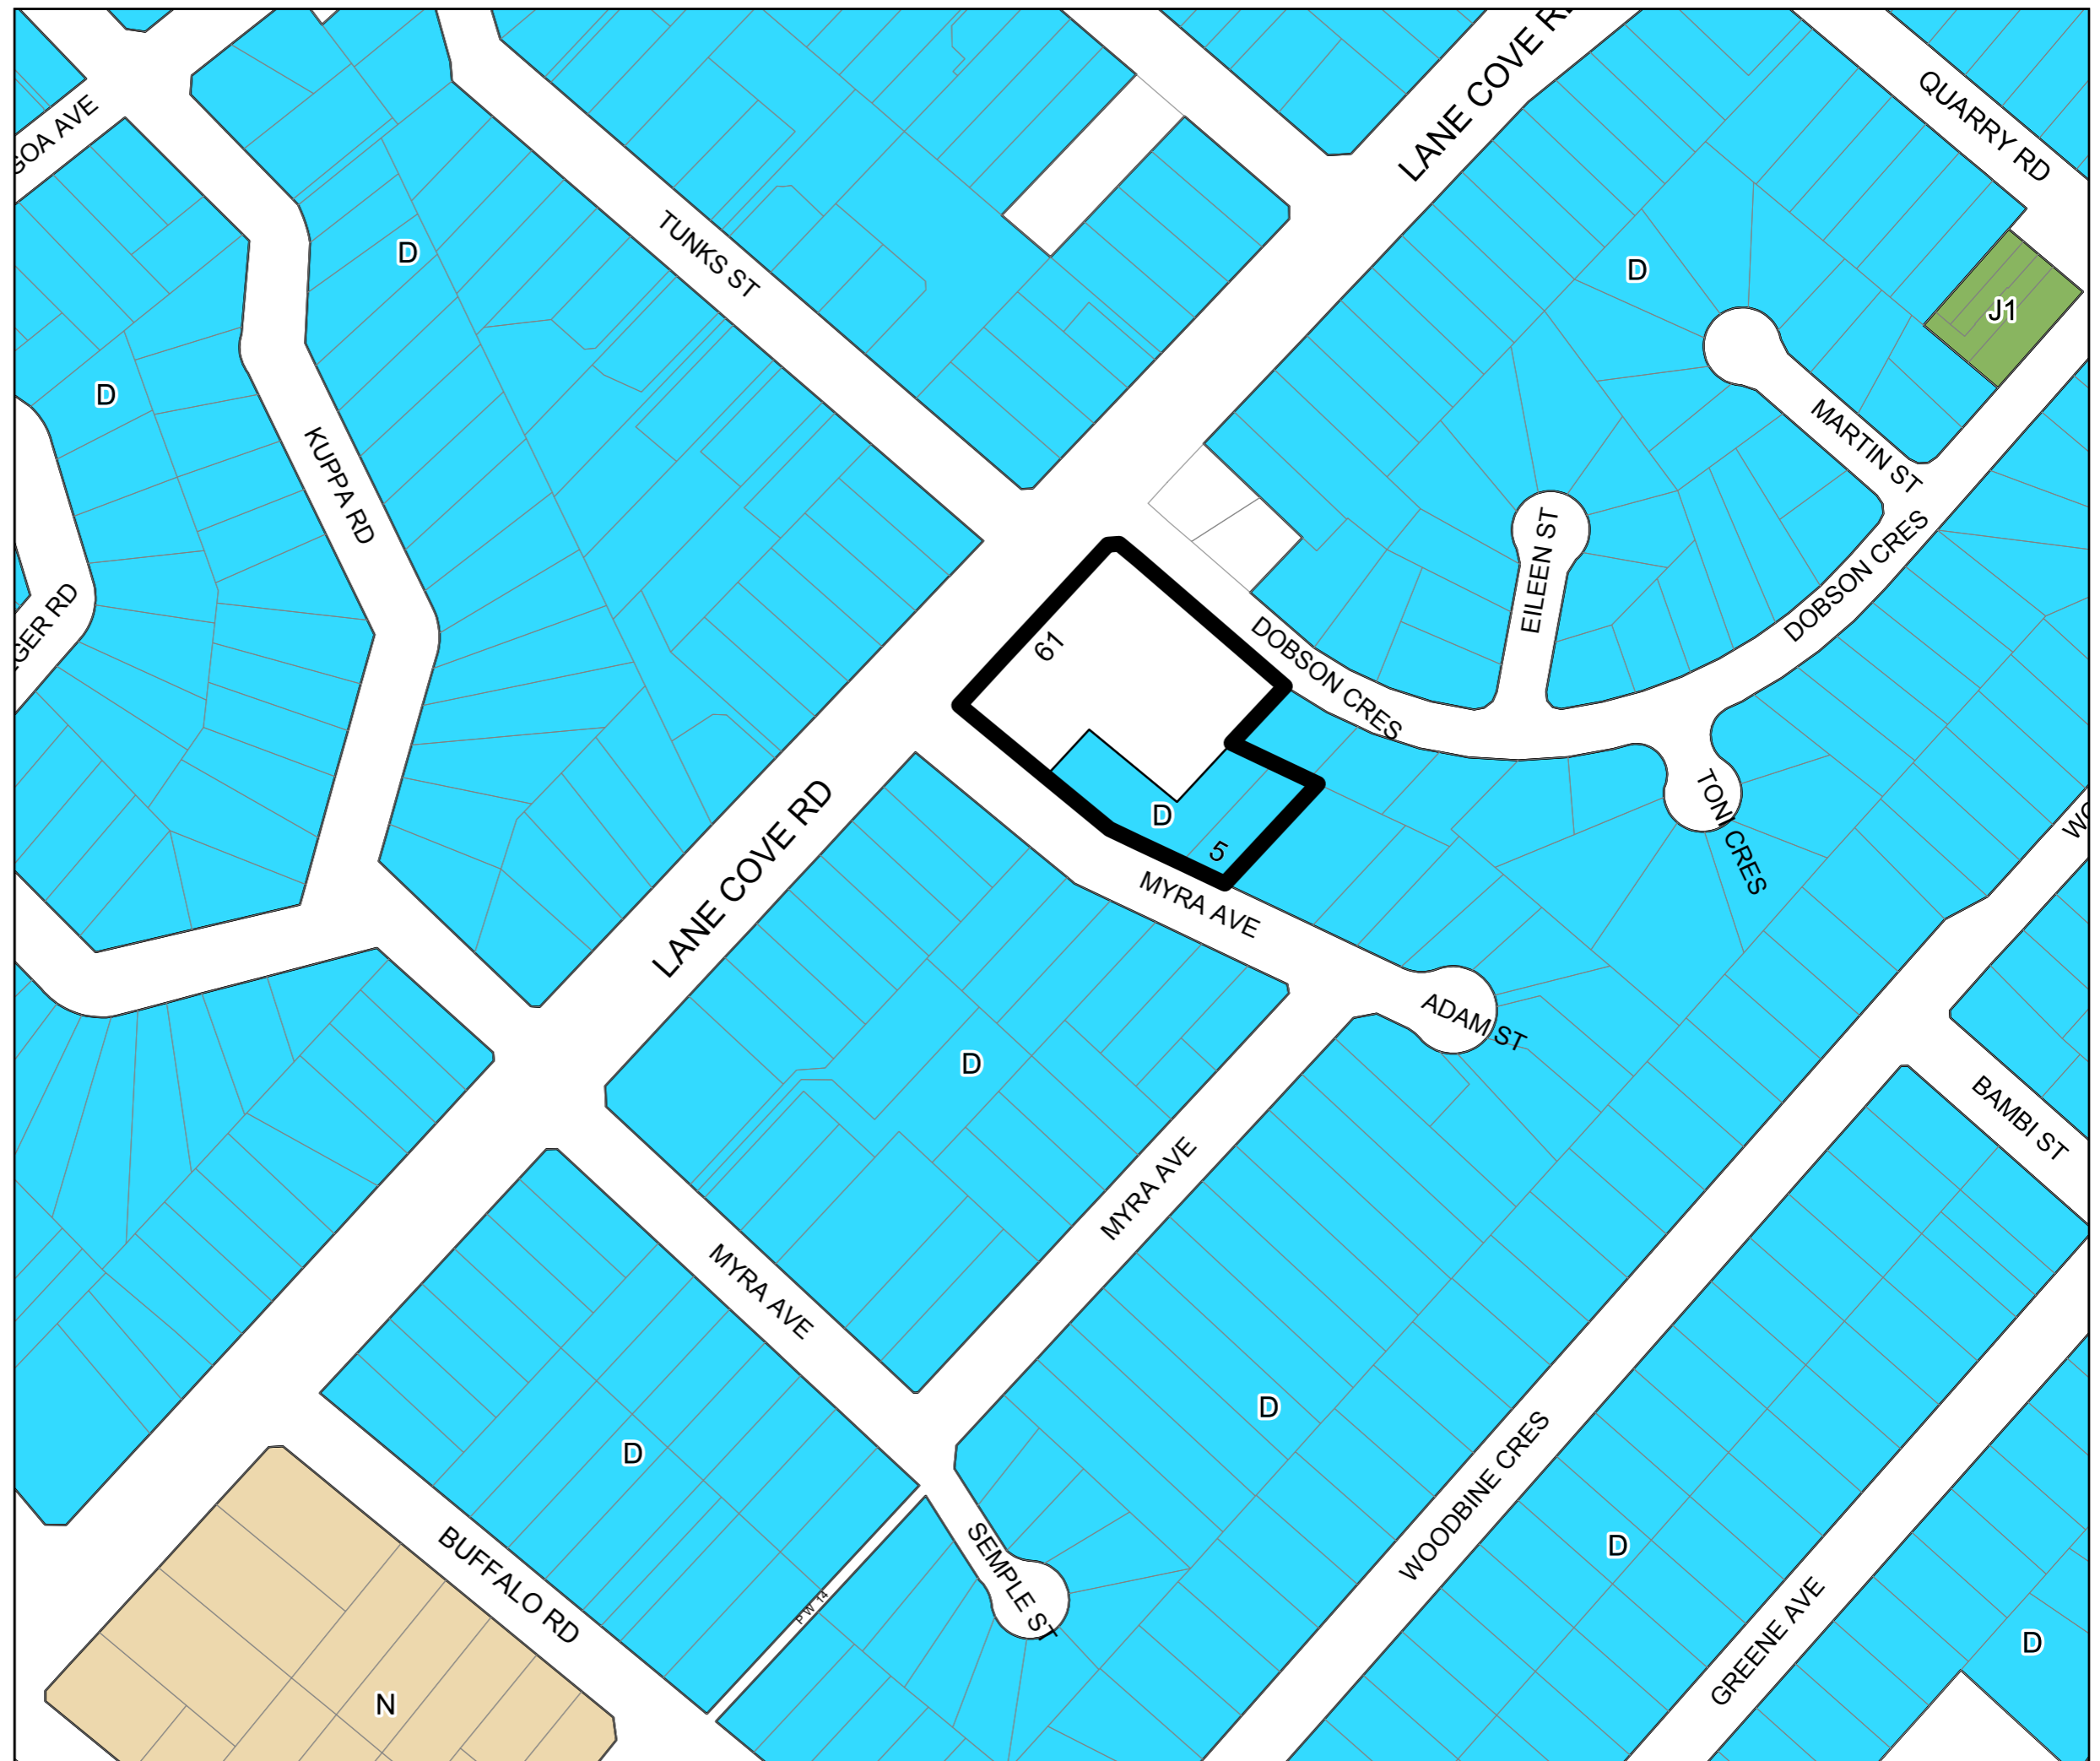 LANE COVE R
QUARRY RD
GOA AVE
D
TUNKS ST
D
J1
D
MARTIN ST
KUPPA RD
EILEEN ST
DOBSON CRES
GER RD
61
DOBSON CRES
TONI CRES
LANE COVE RD
D
5
MYRA AVE
WO
ADAM ST
D
BAMBI ST
MYRA AVE
MYRA AVE
D
D
WOODBINE CRES
BUFFALO RD
SEMPLE ST
D
P W 14
GREENE AVE
D
N